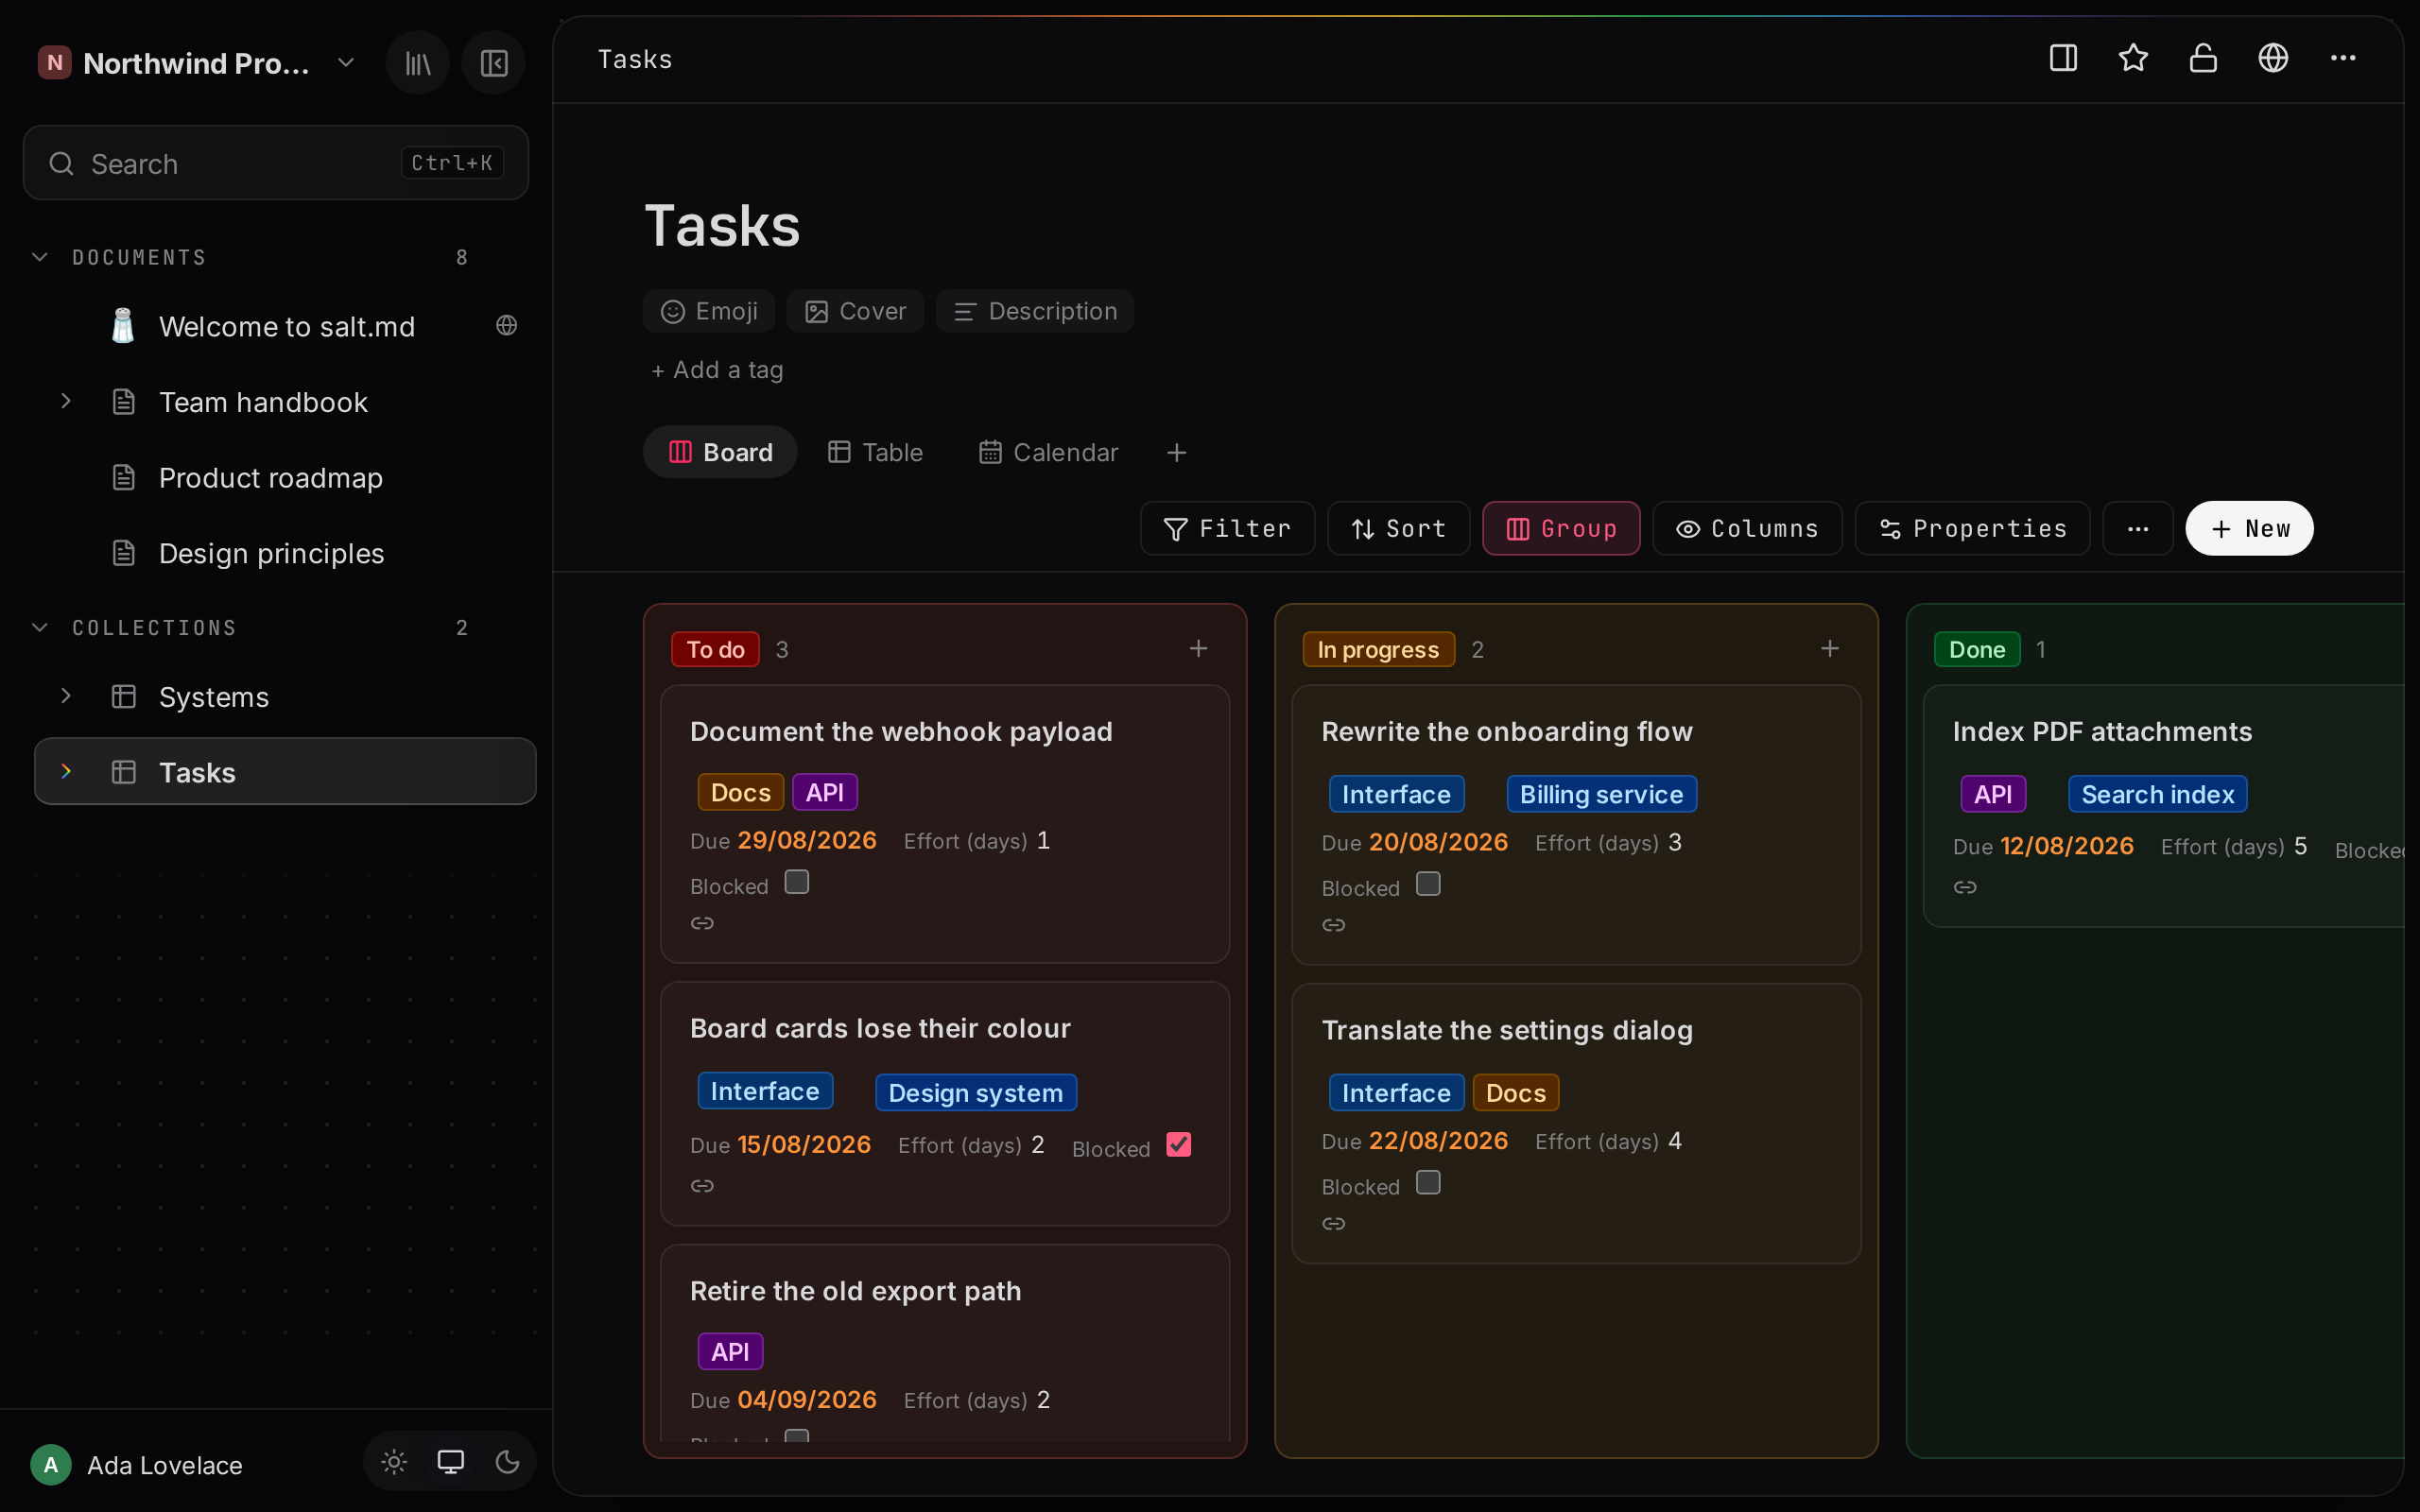 N Northwind Pro...
Search Ctrl+K
DOCUMENTS 8
Welcome to salt.md
Team handbook
Product roadmap
Design principles
COLLECTIONS 2
Systems
Tasks
A Ada Lovelace
Tasks
Tasks
Emoji Cover Description
+ Add a tag
Board Table Calendar +
Filter Sort Group Columns Properties ... + New
To do 3 +
Document the webhook payload
Docs API
Due 29/08/2026 Effort (days) 1
Blocked
Board cards lose their colour
Interface Design system
Due 15/08/2026 Effort (days) 2 Blocked
Retire the old export path
API
Due 04/09/2026 Effort (days) 2
In progress 2 +
Rewrite the onboarding flow
Interface Billing service
Due 20/08/2026 Effort (days) 3
Blocked
Translate the settings dialog
Interface Docs
Due 22/08/2026 Effort (days) 4
Blocked
Done 1
Index PDF attachments
API Search index
Due 12/08/2026 Effort (days) 5